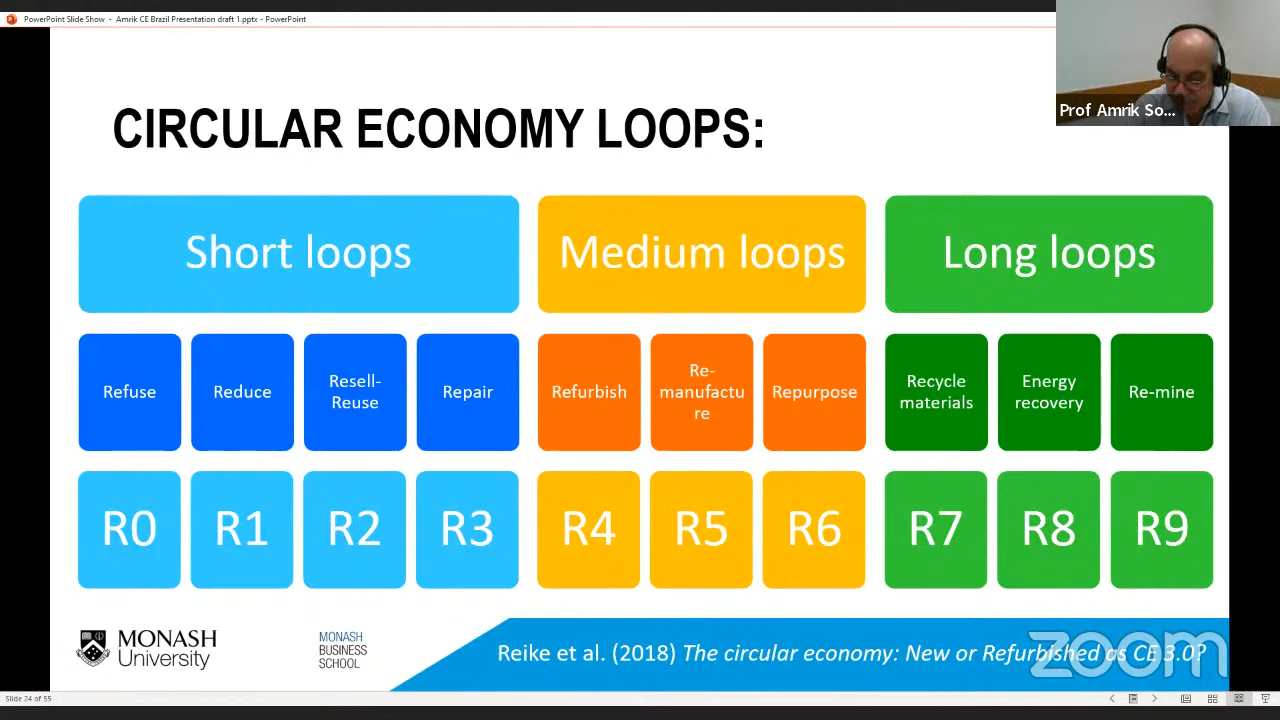 PowerPoint Slide Show - Amrik CE Brazil Presentation draft 1.pptx - PowerPoint
Prof Amrik So...
CIRCULAR ECONOMY LOOPS:
Short loops
Medium loops
Long loops
Refuse
Reduce
Resell-
Reuse
Repair
Refurbish
Re-
manufactu
re
Repurpose
Recycle
materials
Energy
recovery
Re-mine
R0
R1
R2
R3
R4
R5
R6
R7
R8
R9
MONASH
University
MONASH
BUSINESS
SCHOOL
Reike et al. (2018) The circular economy: New or Refurbished as CE 3.0?
zoom
Slide 24 of 55